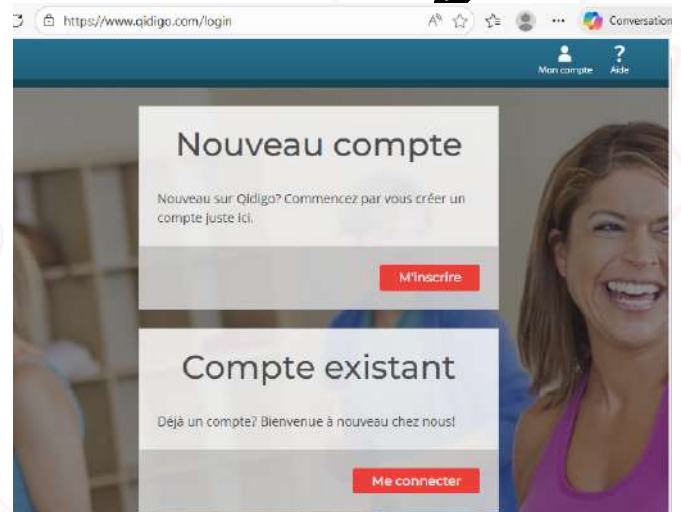 https://www.qidigo.com/login
Conversation
Mon compte
?
Aide
Nouveau compte
Nouveau sur Qidigo? Commencez par vous créer un
compte juste ici.
M'inscrire
Compte existant
Déjà un compte? Bienvenue à nouveau chez nous!
Me connecter